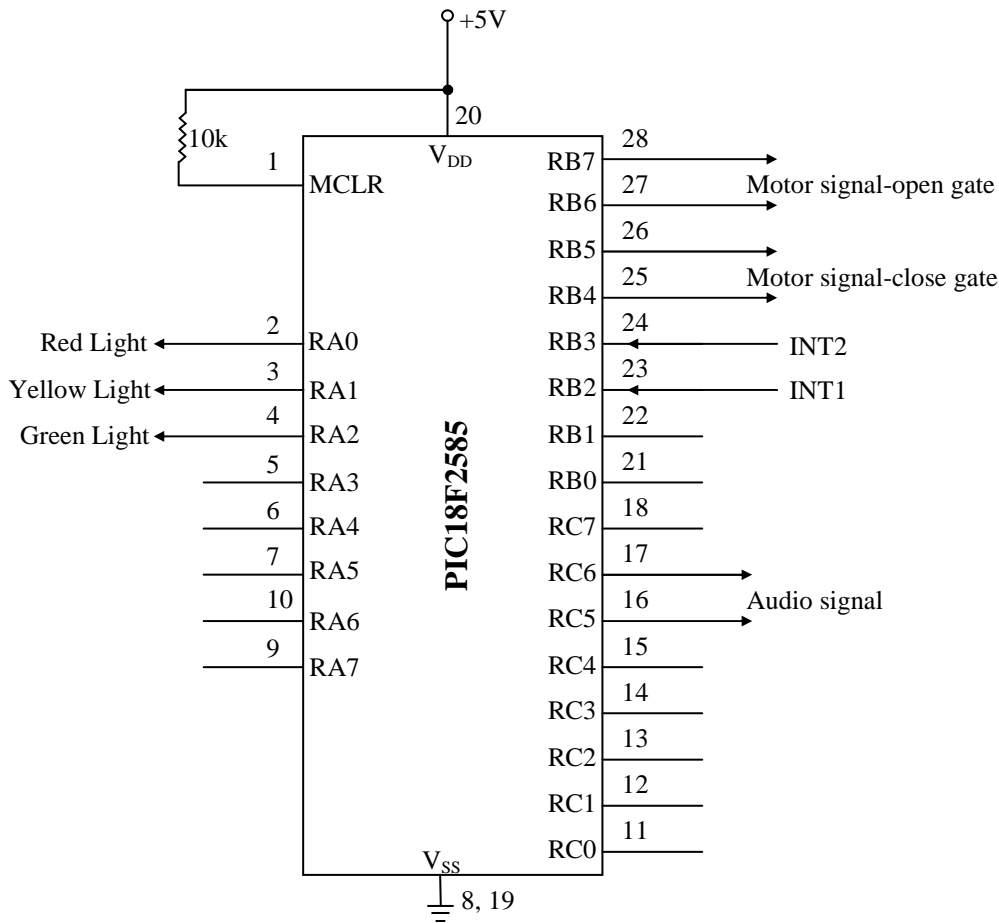 +5V
20
10k
1
V_DD
MCLR
28
RB7
27
Motor signal-open gate
RB6
26
RB5
25
Motor signal-close gate
RB4
24
2
Red Light
RA0
RB3
INT2
23
3
Yellow Light
RA1
RB2
INT1
22
4
Green Light
RA2
RB1
21
5
RA3
RB0
18
6
RA4
RC7
17
7
RA5
RC6
16
Audio signal
10
RA6
RC5
15
9
RA7
RC4
14
RC3
13
RC2
12
RC1
11
RC0
PIC18F2585
V_SS
8, 19